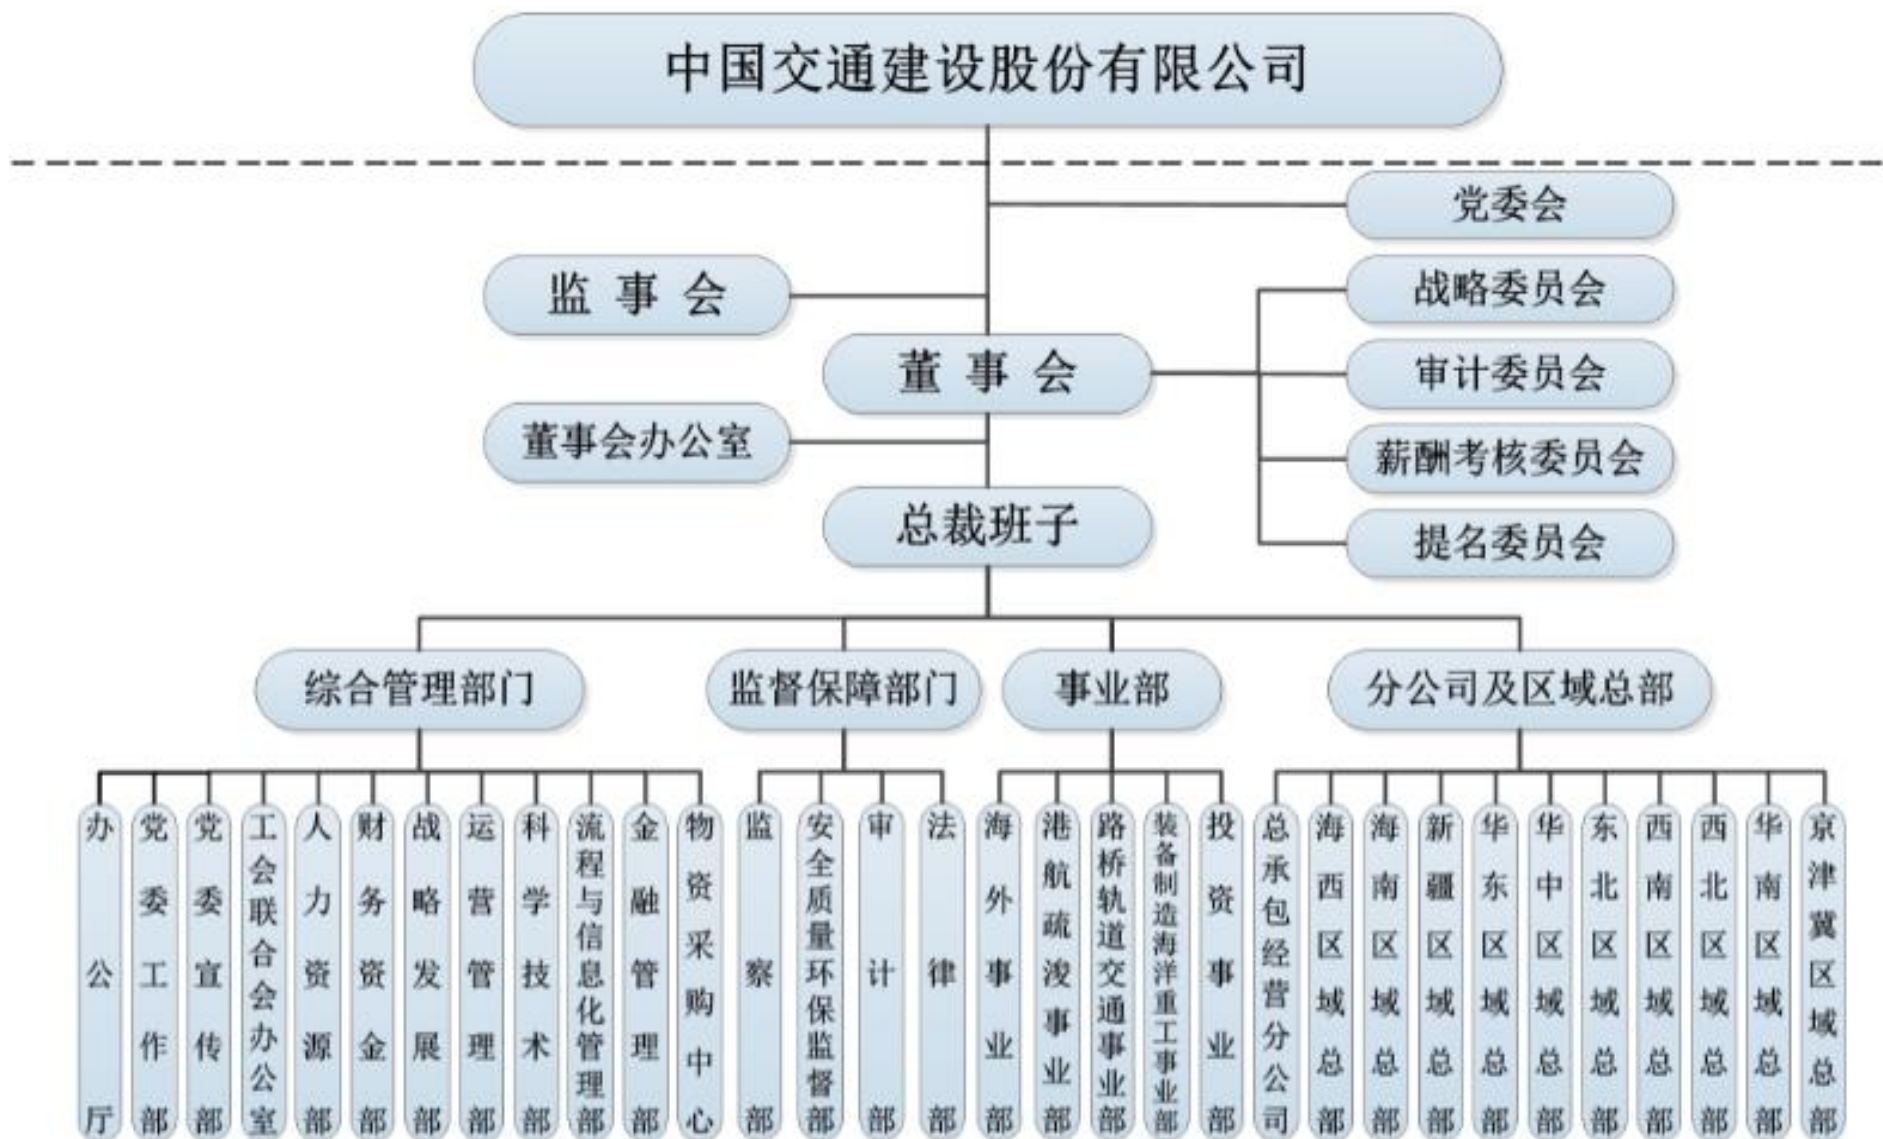 中国交通建设股份有限公司
党委会
监事会
战略委员会
董事会
审计委员会
董事会办公室
薪酬考核委员会
总裁班子
提名委员会
综合管理部门
监督保障部门
事业部
分公司及区域总部
办公厅
党委工作部
党委宣传部
工会联合会办公室
人力资源部
财务资金部
战略发展部
运营管理部
科学技术部
流程与信息化管理部
金融管理部
物资采购中心
监察部
安全质量环保监督部
审计部
法律部
海外事业部
港航疏浚事业部
路桥轨道交通事业部
装备制造海洋重工事业部
投资事业部
总承包经营分公司
海西区域总部
海南区域总部
新疆区域总部
华东区域总部
华中区域总部
东北区域总部
西南区域总部
西北区域总部
华南区域总部
京津冀区域总部